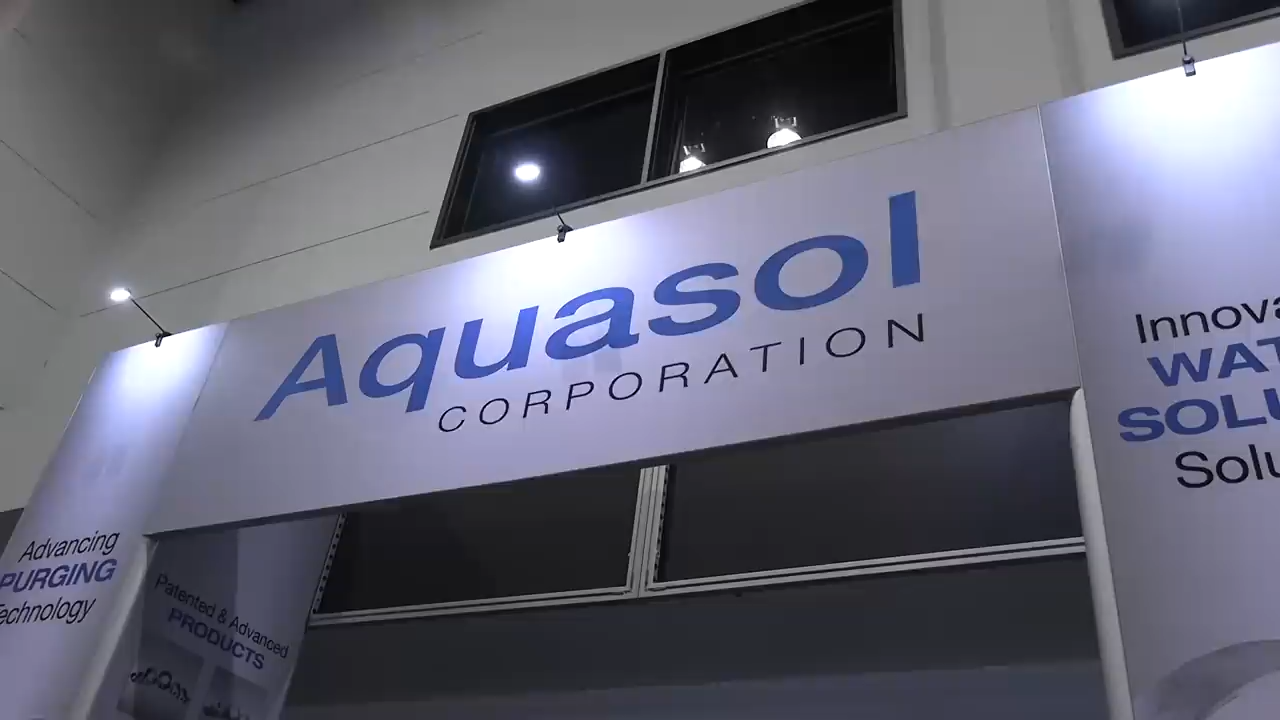 Aquasol
CORPORATION
Advancing
PURGING
Technology
Patented & Advanced
PRODUCTS